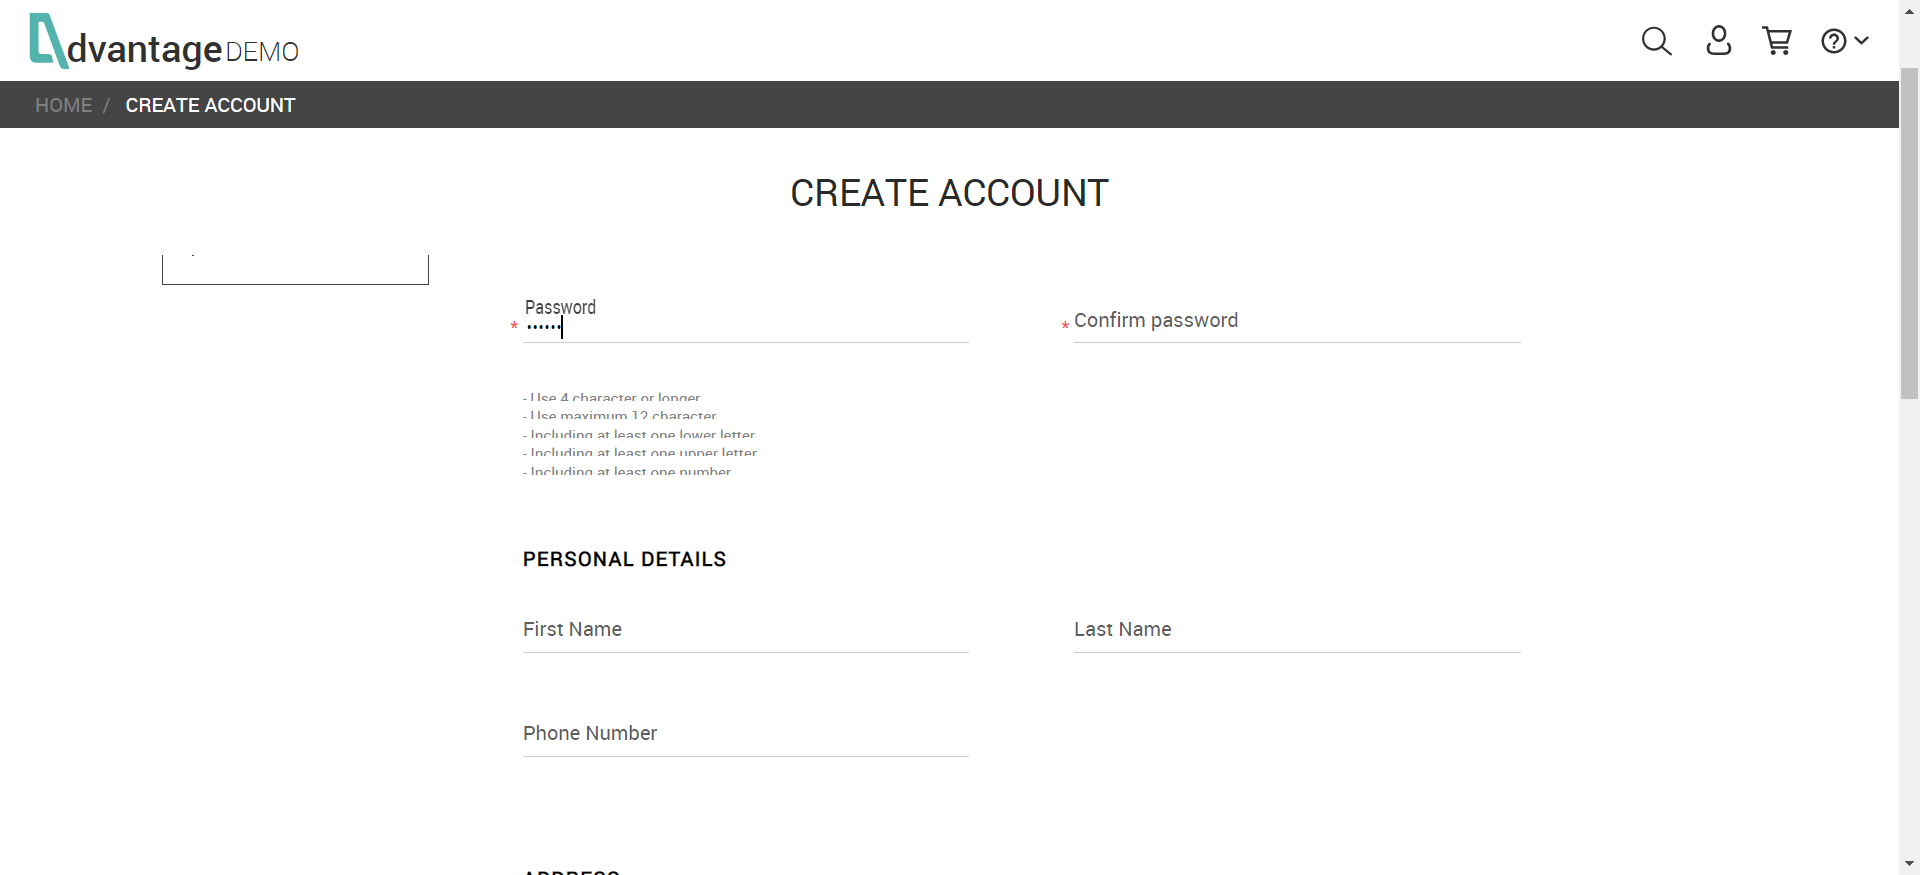 dvantage DEMO
HOME / CREATE ACCOUNT
CREATE ACCOUNT
Password
* ••••••
* Confirm password
- Use 4 character or longer
- Use maximum 12 character
- Including at least one lower letter
- Including at least one upper letter
- Including at least one number
PERSONAL DETAILS
First Name
Last Name
Phone Number
ADDRESS